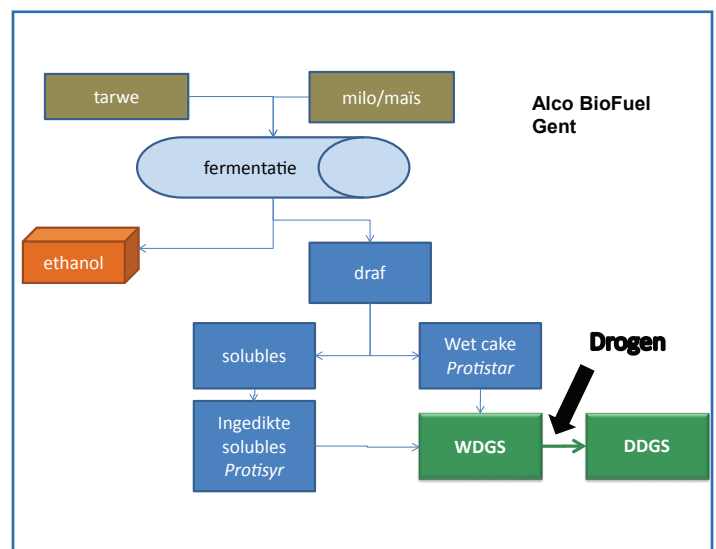 tarwe
milo/maïs
Alco BioFuel
Gent
fermentatie
ethanol
draf
solubles
Wet cake
Protistar
Drogen
Ingedikte
solubles
Protisyr
WDGS
DDGS